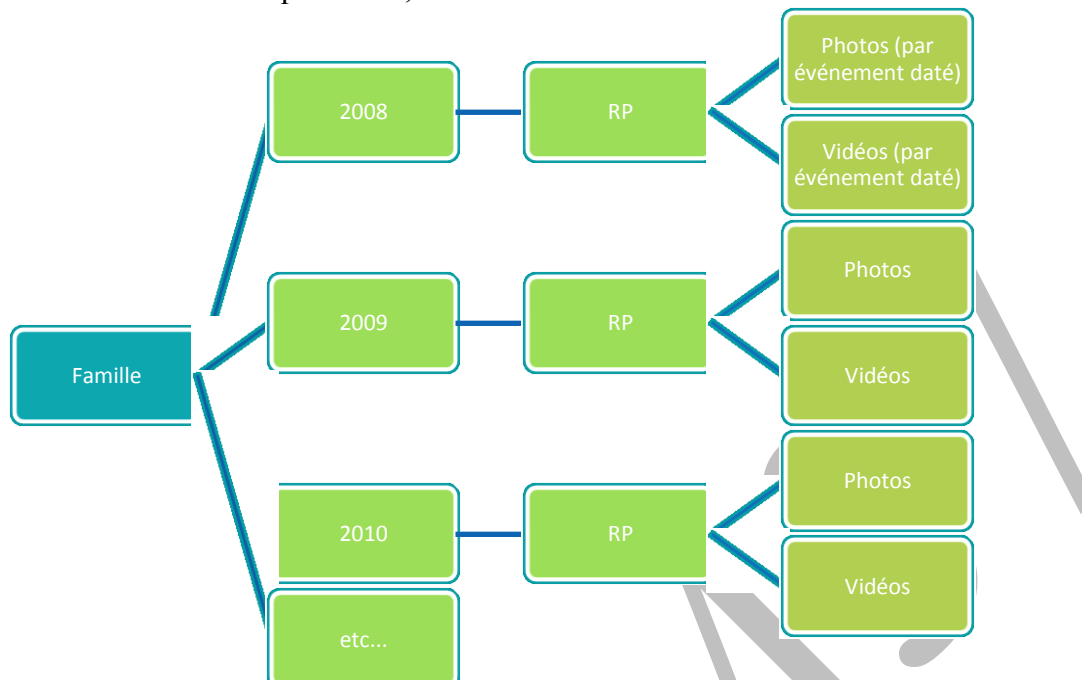 Photos (par
événement daté)
2008
RP
Vidéos (par
événement daté)
Photos
2009
RP
Famille
Vidéos
Photos
2010
RP
Vidéos
etc...